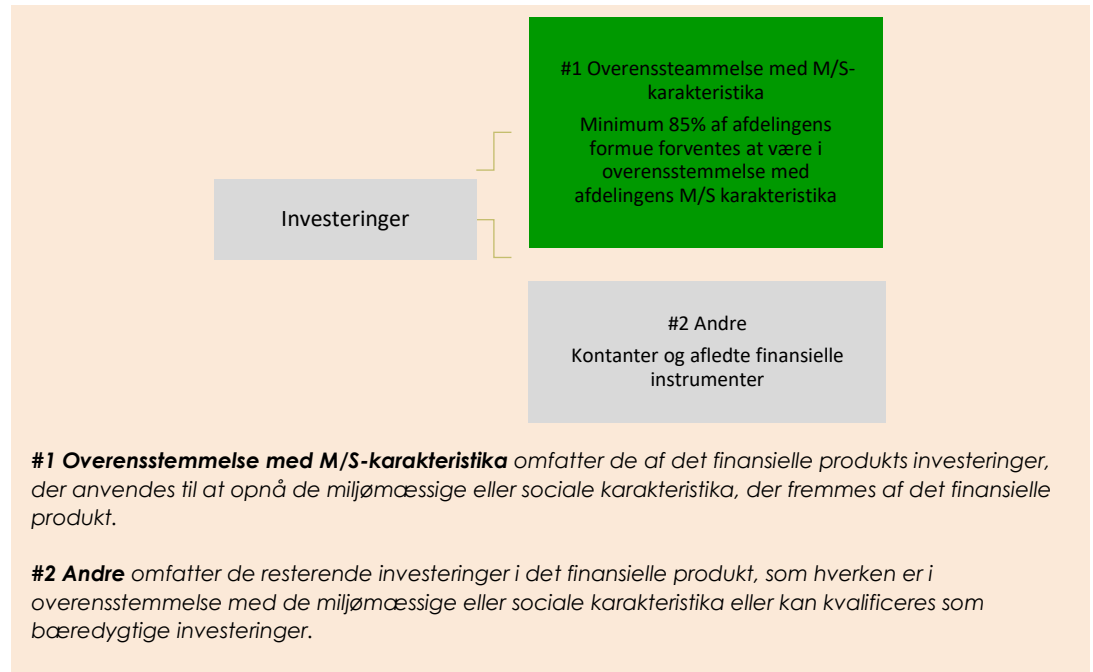 #1 Overenssteammelse med M/S-
karakteristika
Minimum 85% af afdelingens
formue forventes at være i
overensstemmelse med
afdelingens M/S karakteristika
Investeringer
#2 Andre
Kontanter og afledte finansielle
instrumenter
#1 Overensstemmelse med M/S-karakteristika omfatter de af det finansielle produkts investeringer,
der anvendes til at opnå de miljømæssige eller sociale karakteristika, der fremmes af det finansielle
produkt.
#2 Andre omfatter de resterende investeringer i det finansielle produkt, som hverken er i
overensstemmelse med de miljømæssige eller sociale karakteristika eller kan kvalificeres som
bæredygtige investeringer.